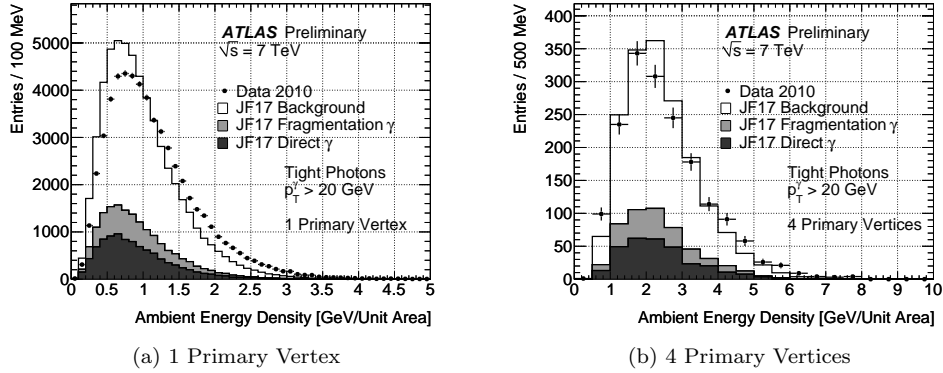 Entries / 100 MeV
5000
4000
3000
2000
1000
0
0 0.5 1 1.5 2 2.5 3 3.5 4 4.5 5
Ambient Energy Density [GeV/Unit Area]
ATLAS Preliminary
√s = 7 TeV
Data 2010
JF17 Background
JF17 Fragmentation γ
JF17 Direct γ
Tight Photons
p_T^γ > 20 GeV
1 Primary Vertex
(a) 1 Primary Vertex
Entries / 500 MeV
400
350
300
250
200
150
100
50
0
0 1 2 3 4 5 6 7 8 9 10
Ambient Energy Density [GeV/Unit Area]
ATLAS Preliminary
√s = 7 TeV
Data 2010
JF17 Background
JF17 Fragmentation γ
JF17 Direct γ
Tight Photons
p_T^γ > 20 GeV
4 Primary Vertices
(b) 4 Primary Vertices